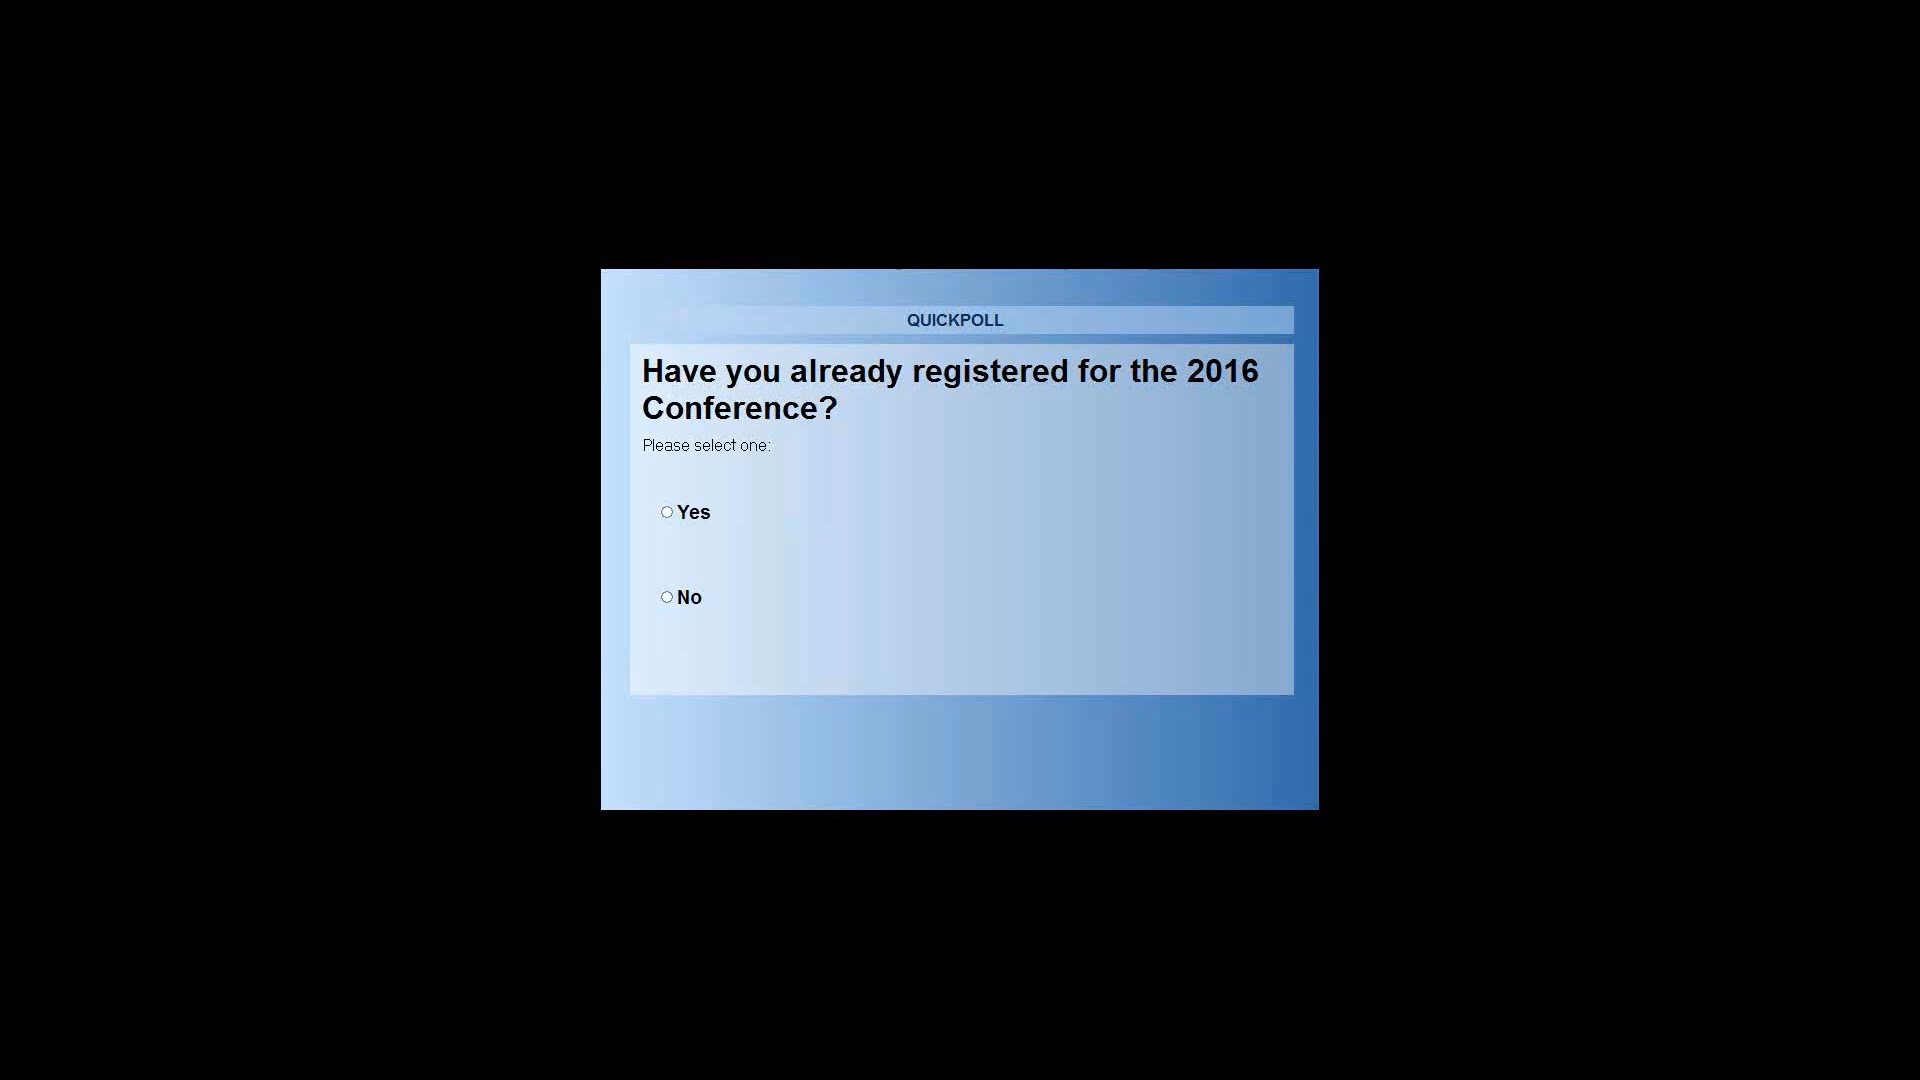 QUICKPOLL
Have you already registered for the 2016
Conference?
Please select one:
Yes
No